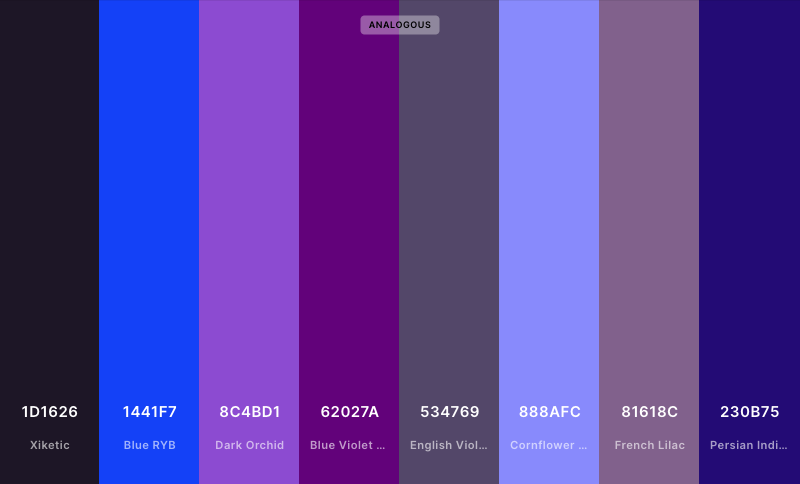 ANALOGOUS
1D1626
1441F7
8C4BD1
62027A
534769
888AFC
81618C
230B75
Xiketic
Blue RYB
Dark Orchid
Blue Violet ...
English Viol...
Cornflower ...
French Lilac
Persian Indi...